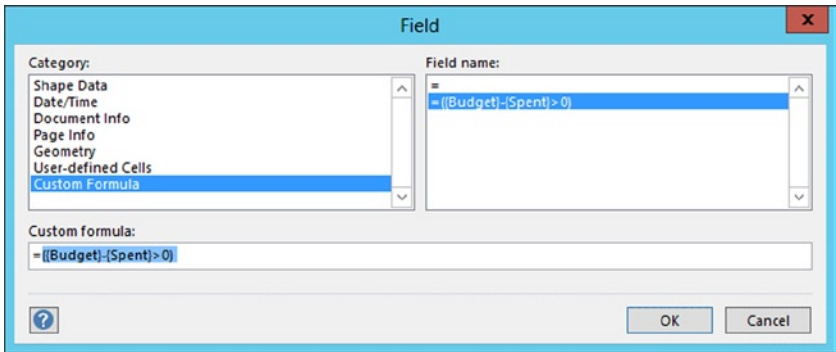 Field
x
Category:
Shape Data
Date/Time
Document Info
Page Info
Geometry
User-defined Cells
Custom Formula
Field name:
=
=({Budget}-{Spent}>0)
Custom formula:
=({Budget}-{Spent}>0)
?
OK
Cancel